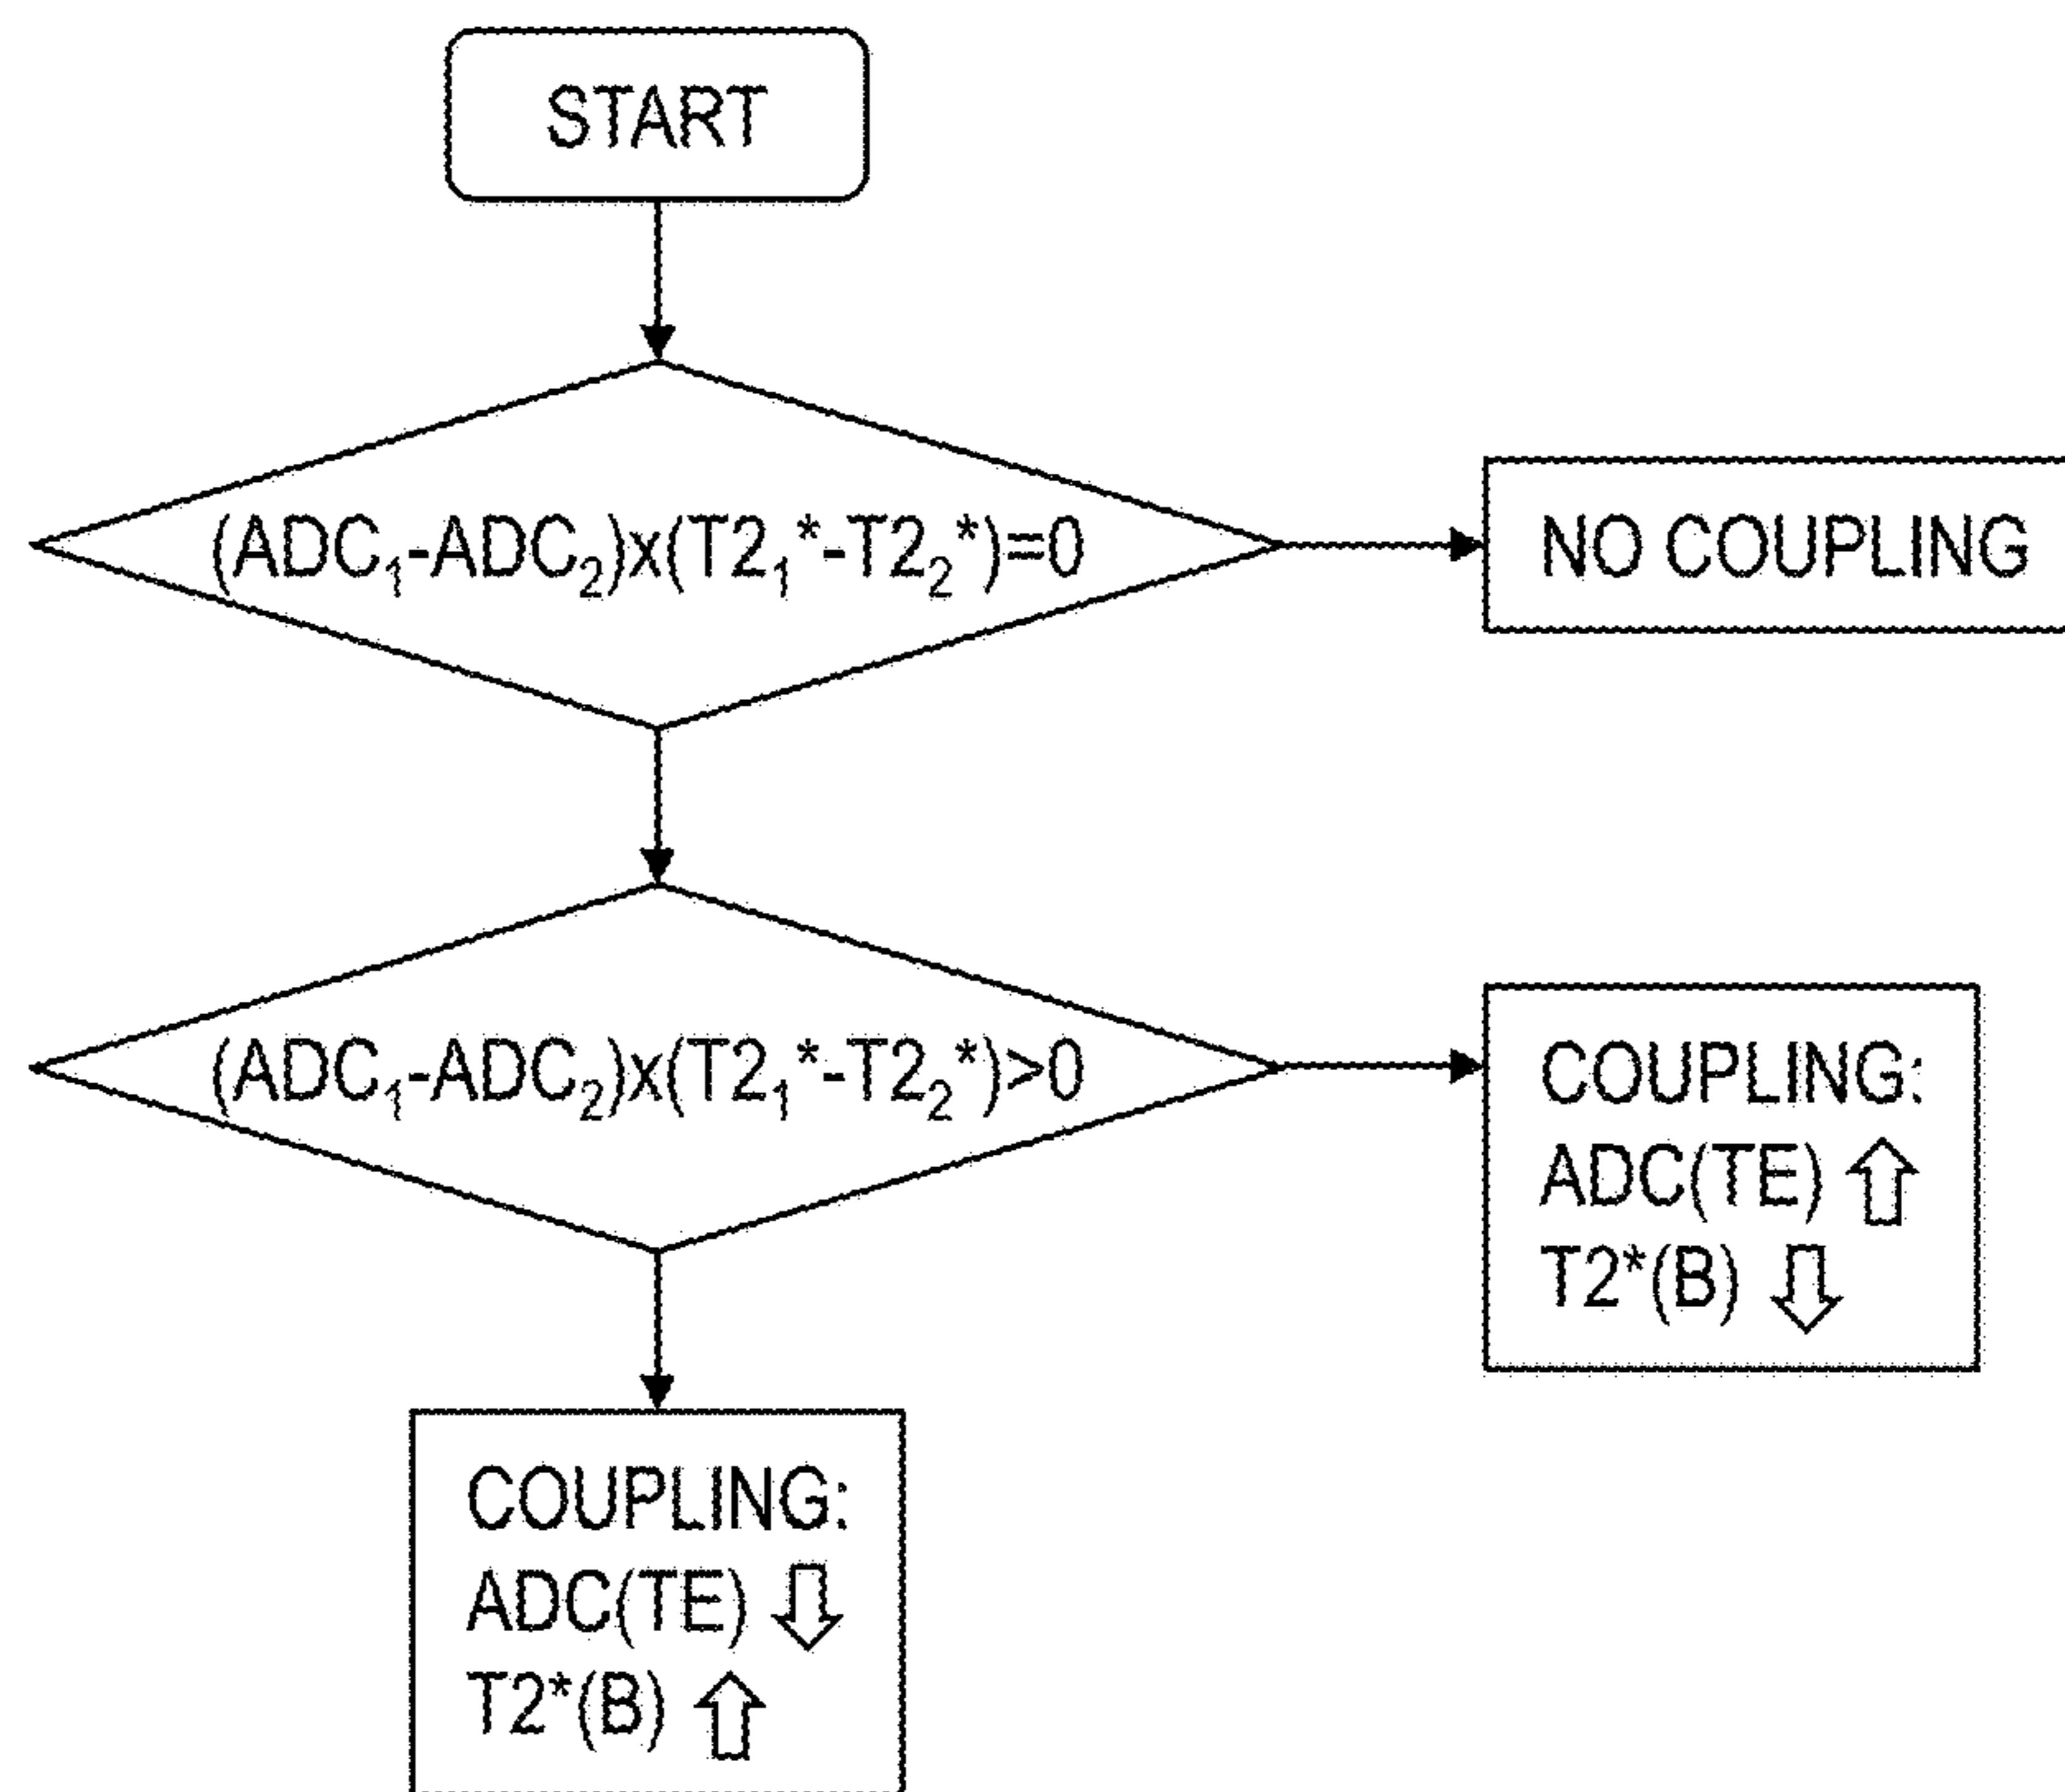 START
(ADC₁-ADC₂)x(T2₁*-T2₂*)=0
NO COUPLING
(ADC₁-ADC₂)x(T2₁*-T2₂*)>0
COUPLING:
ADC(TE) ⇧
T2*(B) ⇩
COUPLING:
ADC(TE) ⇩
T2*(B) ⇧